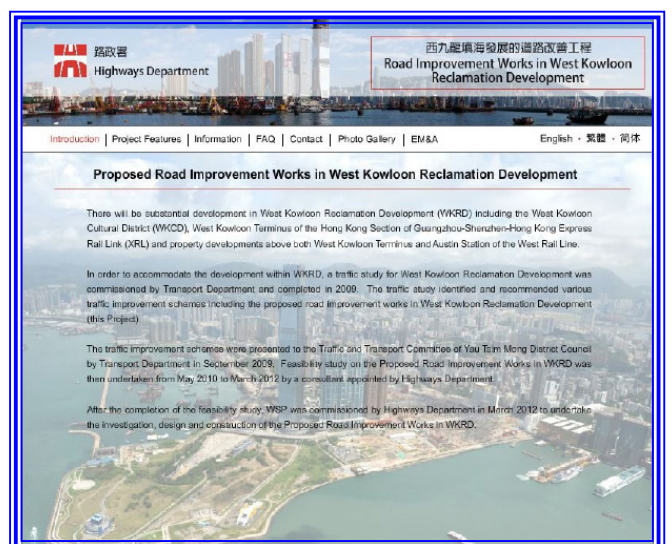 路政署
Highways Department
西九龍填海發展的道路改善工程
Road Improvement Works in West Kowloon
Reclamation Development
Introduction | Project Features | Information | FAQ | Contact | Photo Gallery | EM&A
English · 繁體 · 简体
Proposed Road Improvement Works in West Kowloon Reclamation Development
There will be substantial development in West Kowloon Reclamation Development (WKRD) including the West Kowloon
Cultural District (WKCD), West Kowloon Terminus of the Hong Kong Section of Guangzhou-Shenzhen-Hong Kong Express
Rail Link (XRL) and property developments above both West Kowloon Terminus and Austin Station of the West Rail Line.
In order to accommodate the development within WKRD, a traffic study for West Kowloon Reclamation Development was
commissioned by Transport Department and completed in 2009. The traffic study identified and recommended various
traffic improvement schemes including the proposed road improvement works in West Kowloon Reclamation Development
(this Project).
The traffic improvement schemes were presented to the Traffic and Transport Committee of Yau Tsim Mong District Council
by Transport Department in September 2009. Feasibility study on the Proposed Road Improvement Works in WKRD was
then undertaken from May 2010 to March 2012 by a consultant appointed by Highways Department.
After the completion of the feasibility study, WSP was commissioned by Highways Department in March 2012 to undertake
the investigation, design and construction of the Proposed Road Improvement Works in WKRD.